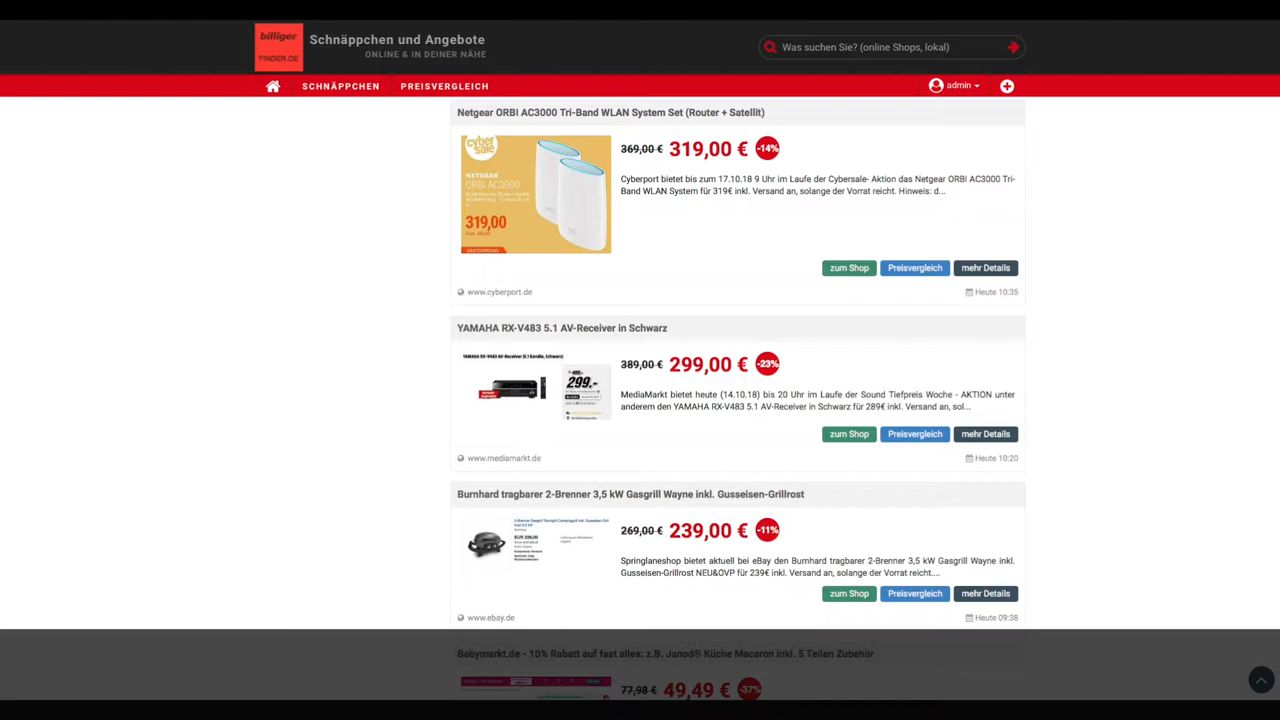 billiger
FINDER.DE
Schnäppchen und Angebote
ONLINE & IN DEINER NÄHE
Was suchen Sie? (online Shops, lokal)
SCHNÄPPCHEN
PREISVERGLEICH
admin
Netgear ORBI AC3000 Tri-Band WLAN System Set (Router + Satellit)
cyber
sale
NETGEAR
ORBI AC3000
319,00
369,00 € 319,00 € -14%
Cyberport bietet bis zum 17.10.18 9 Uhr im Laufe der Cybersale- Aktion das Netgear ORBI AC3000 Tri-
Band WLAN System für 319€ inkl. Versand an, solange der Vorrat reicht. Hinweis: d...
zum Shop
Preisvergleich
mehr Details
www.cyberport.de
Heute 10:35
YAMAHA RX-V483 5.1 AV-Receiver in Schwarz
YAMAHA RX-V483 AV-Receiver (5.1 Kanäle, Schwarz)
299.-
389,00 € 299,00 € -23%
MediaMarkt bietet heute (14.10.18) bis 20 Uhr im Laufe der Sound Tiefpreis Woche - AKTION unter
anderem den YAMAHA RX-V483 5.1 AV-Receiver in Schwarz für 289€ inkl. Versand an, sol...
zum Shop
Preisvergleich
mehr Details
www.mediamarkt.de
Heute 10:20
Burnhard tragbarer 2-Brenner 3,5 kW Gasgrill Wayne inkl. Gusseisen-Grillrost
269,00 € 239,00 € -11%
Springlaneshop bietet aktuell bei eBay den Burnhard tragbarer 2-Brenner 3,5 kW Gasgrill Wayne inkl.
Gusseisen-Grillrost NEU&OVP für 239€ inkl. Versand an, solange der Vorrat reicht....
zum Shop
Preisvergleich
mehr Details
www.ebay.de
Heute 09:38
Babymarkt.de - 10% Rabatt auf fast alles: z.B. Janod® Küche Macaron inkl. 5 Teilen Zubehör
77,98 € 49,49 € -37%